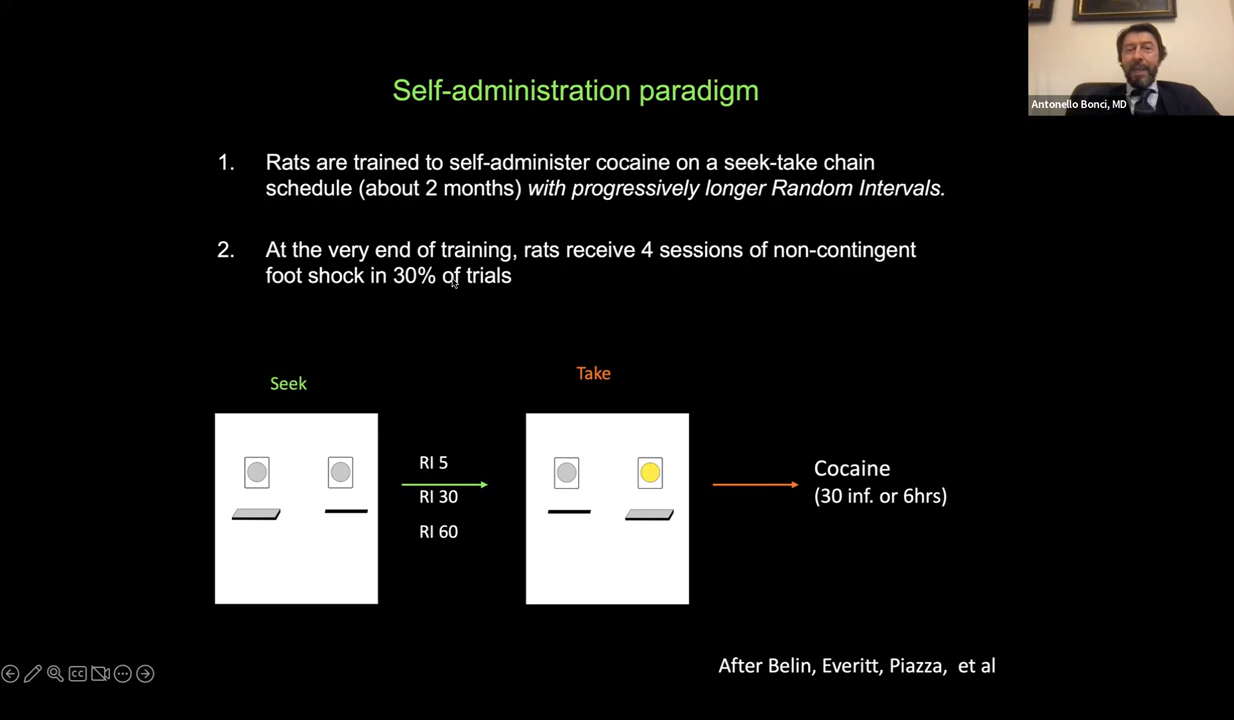 Self-administration paradigm
Antonello Bonci, MD
1. Rats are trained to self-administer cocaine on a seek-take chain
schedule (about 2 months) with progressively longer Random Intervals.
2. At the very end of training, rats receive 4 sessions of non-contingent
foot shock in 30% of trials
Seek
Take
RI 5
RI 30
RI 60
Cocaine
(30 inf. or 6hrs)
After Belin, Everitt, Piazza, et al
CC